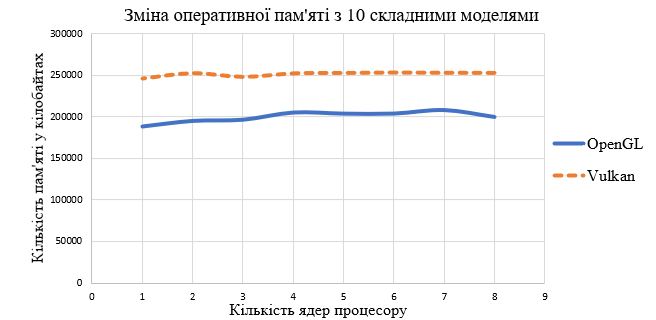 Зміна оперативної пам'яті з 10 складними моделями
Кількість пам'яті у кілобайтах
300000
250000
200000
150000
100000
50000
0
0 1 2 3 4 5 6 7 8 9
Кількість ядер процесору
OpenGL
Vulkan